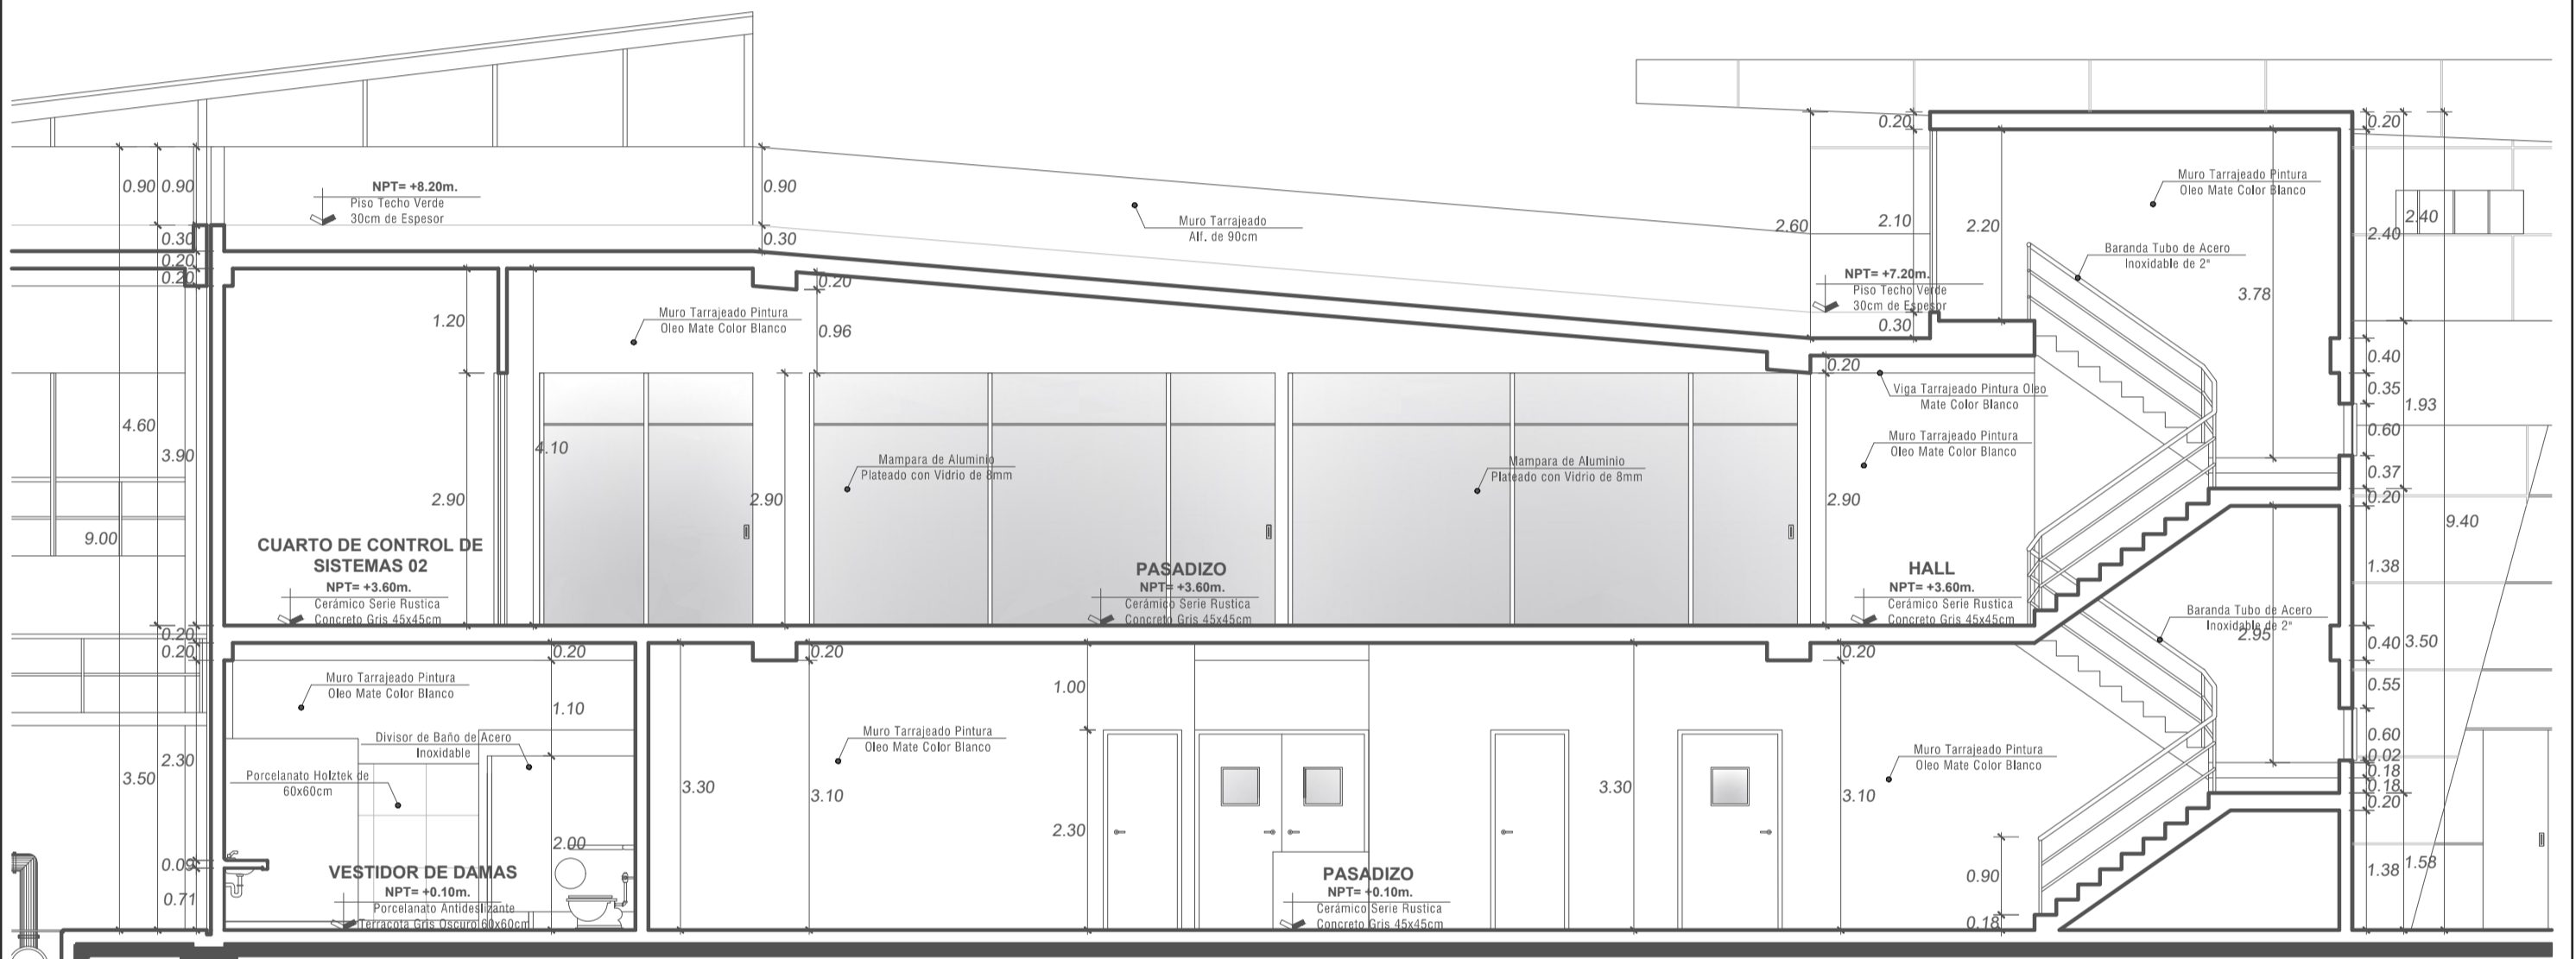 0.20
0.20
0.90
0.90
NPT= +8.20m.
Piso Techo Verde
30cm de Espesor
0.90
Muro Tarrajeado
Alf. de 90cm
2.60
2.10
2.20
Muro Tarrajeado Pintura
Oleo Mate Color Blanco
2.40
2.40
0.30
0.30
Baranda Tubo de Acero
Inoxidable de 2"
0.20
0.20
0.20
NPT= +7.20m.
Piso Techo Verde
30cm de Espesor
0.30
3.78
1.20
Muro Tarrajeado Pintura
Oleo Mate Color Blanco
0.96
0.20
0.40
0.35
Viga Tarrajeado Pintura Oleo
Mate Color Blanco
1.93
4.60
3.90
4.10
Muro Tarrajeado Pintura
Oleo Mate Color Blanco
0.60
Mampara de Aluminio
Plateado con Vidrio de 8mm
Mampara de Aluminio
Plateado con Vidrio de 8mm
0.37
2.90
2.90
2.90
0.20
9.00
9.40
CUARTO DE CONTROL DE
SISTEMAS 02
NPT= +3.60m.
Cerámico Serie Rustica
Concreto Gris 45x45cm
PASADIZO
NPT= +3.60m.
Cerámico Serie Rustica
Concreto Gris 45x45cm
HALL
NPT= +3.60m.
Cerámico Serie Rustica
Concreto Gris 45x45cm
1.38
Baranda Tubo de Acero
Inoxidable de 2"
2.95
0.20
0.20
0.20
0.20
0.20
0.40
3.50
Muro Tarrajeado Pintura
Oleo Mate Color Blanco
1.00
0.55
1.10
Divisor de Baño de Acero
Inoxidable
Muro Tarrajeado Pintura
Oleo Mate Color Blanco
Muro Tarrajeado Pintura
Oleo Mate Color Blanco
0.60
0.02
0.18
0.18
0.20
2.30
3.50
Porcelanato Holztek de
60x60cm
3.30
3.10
3.30
3.10
2.30
2.00
0.09
0.71
VESTIDOR DE DAMAS
NPT= +0.10m.
Porcelanato Antideslizante
Terracota Gris Oscuro 60x60cm
PASADIZO
NPT= +0.10m.
Cerámico Serie Rustica
Concreto Gris 45x45cm
0.90
0.18
1.38
1.58